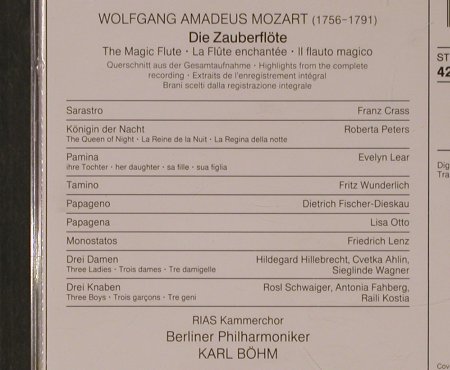 WOLFGANG AMADEUS MOZART (1756–1791)
Die Zauberflöte
The Magic Flute · La Flûte enchantée · Il flauto magico
Querschnitt aus der Gesamtaufnahme · Highlights from the complete
recording · Extraits de l'enregistrement intégral
Brani scelti dalla registrazione integrale
Sarastro Franz Crass
Königin der Nacht Roberta Peters
The Queen of Night · La Reine de la Nuit · La Regina della notte
Pamina Evelyn Lear
ihre Tochter · her daughter · sa fille · sua figlia
Tamino Fritz Wunderlich
Papageno Dietrich Fischer-Dieskau
Papagena Lisa Otto
Monostatos Friedrich Lenz
Drei Damen Hildegard Hillebrecht, Cvetka Ahlin,
Three Ladies · Trois dames · Tre damigelle Sieglinde Wagner
Drei Knaben Rosl Schwaiger, Antonia Fahberg,
Three Boys · Trois garçons · Tre geni Raili Kostia
RIAS Kammerchor
Berliner Philharmoniker
KARL BÖHM
ST
42
Dig
Tra
Cov